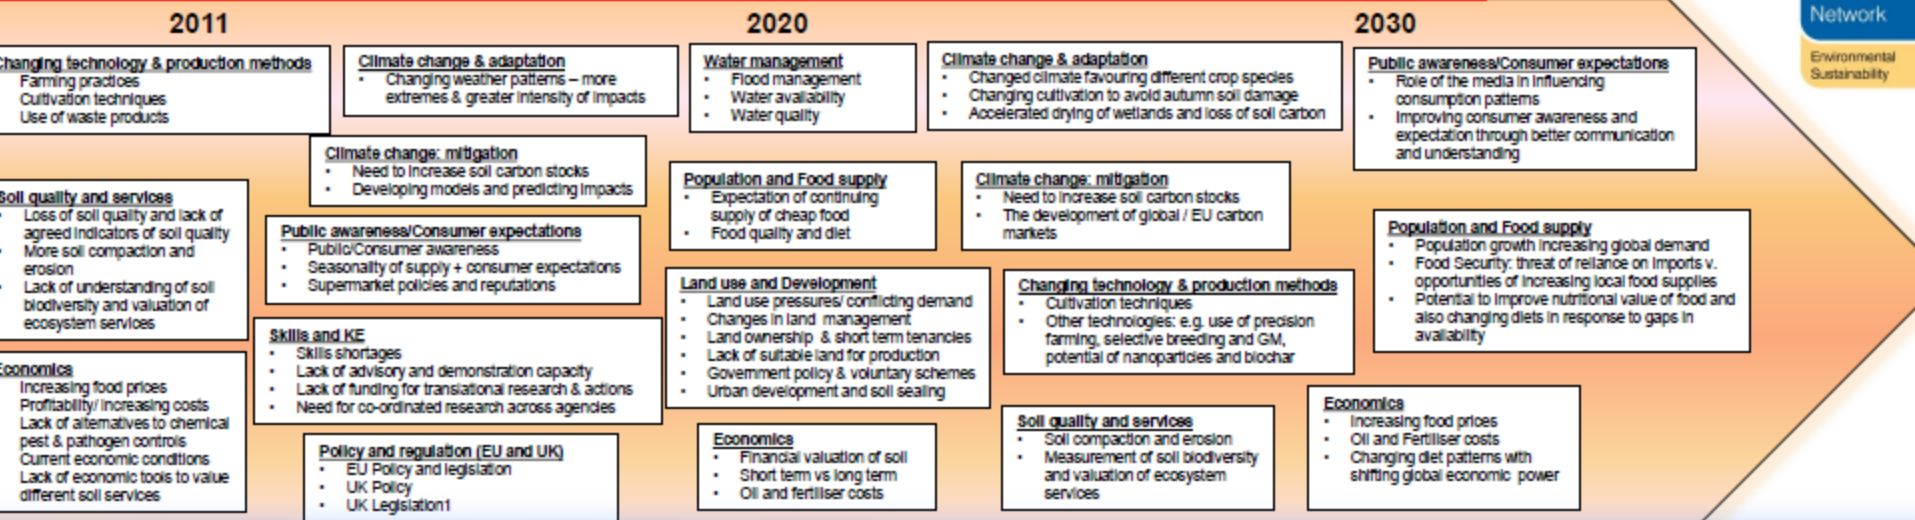 2011
2020
2030
Network
Environmental
Sustainability
Changing technology & production methods
Farming practices
Cultivation techniques
Use of waste products
Climate change & adaptation
• Changing weather patterns – more
extremes & greater intensity of impacts
Water management
• Flood management
• Water availability
• Water quality
Climate change & adaptation
• Changed climate favouring different crop species
• Changing cultivation to avoid autumn soil damage
• Accelerated drying of wetlands and loss of soil carbon
Public awareness/Consumer expectations
• Role of the media in influencing
consumption patterns
• Improving consumer awareness and
expectation through better communication
and understanding
Climate change: mitigation
• Need to increase soil carbon stocks
• Developing models and predicting impacts
Population and Food supply
• Expectation of continuing
supply of cheap food
• Food quality and diet
Climate change: mitigation
• Need to increase soil carbon stocks
• The development of global / EU carbon
markets
Soil quality and services
• Loss of soil quality and lack of
agreed indicators of soil quality
• More soil compaction and
erosion
• Lack of understanding of soil
biodiversity and valuation of
ecosystem services
Public awareness/Consumer expectations
• Public/Consumer awareness
• Seasonality of supply + consumer expectations
• Supermarket policies and reputations
Population and Food supply
• Population growth increasing global demand
• Food Security: threat of reliance on imports v.
opportunities of increasing local food supplies
• Potential to improve nutritional value of food and
also changing diets in response to gaps in
availability
Land use and Development
• Land use pressures/ conflicting demand
• Changes in land management
• Land ownership & short term tenancies
• Lack of suitable land for production
• Government policy & voluntary schemes
• Urban development and soil sealing
Changing technology & production methods
• Cultivation techniques
• Other technologies: e.g. use of precision
farming, selective breeding and GM,
potential of nanoparticles and biochar
Skills and KE
• Skills shortages
• Lack of advisory and demonstration capacity
• Lack of funding for translational research & actions
• Need for co-ordinated research across agencies
Economics
Increasing food prices
Profitability/ increasing costs
Lack of alternatives to chemical
pest & pathogen controls
Current economic conditions
Lack of economic tools to value
different soil services
Policy and regulation (EU and UK)
• EU Policy and legislation
• UK Policy
• UK Legislation1
Economics
• Financial valuation of soil
• Short term vs long term
• Oil and fertiliser costs
Soil quality and services
• Soil compaction and erosion
• Measurement of soil biodiversity
and valuation of ecosystem
services
Economics
• Increasing food prices
• Oil and Fertiliser costs
• Changing diet patterns with
shifting global economic power